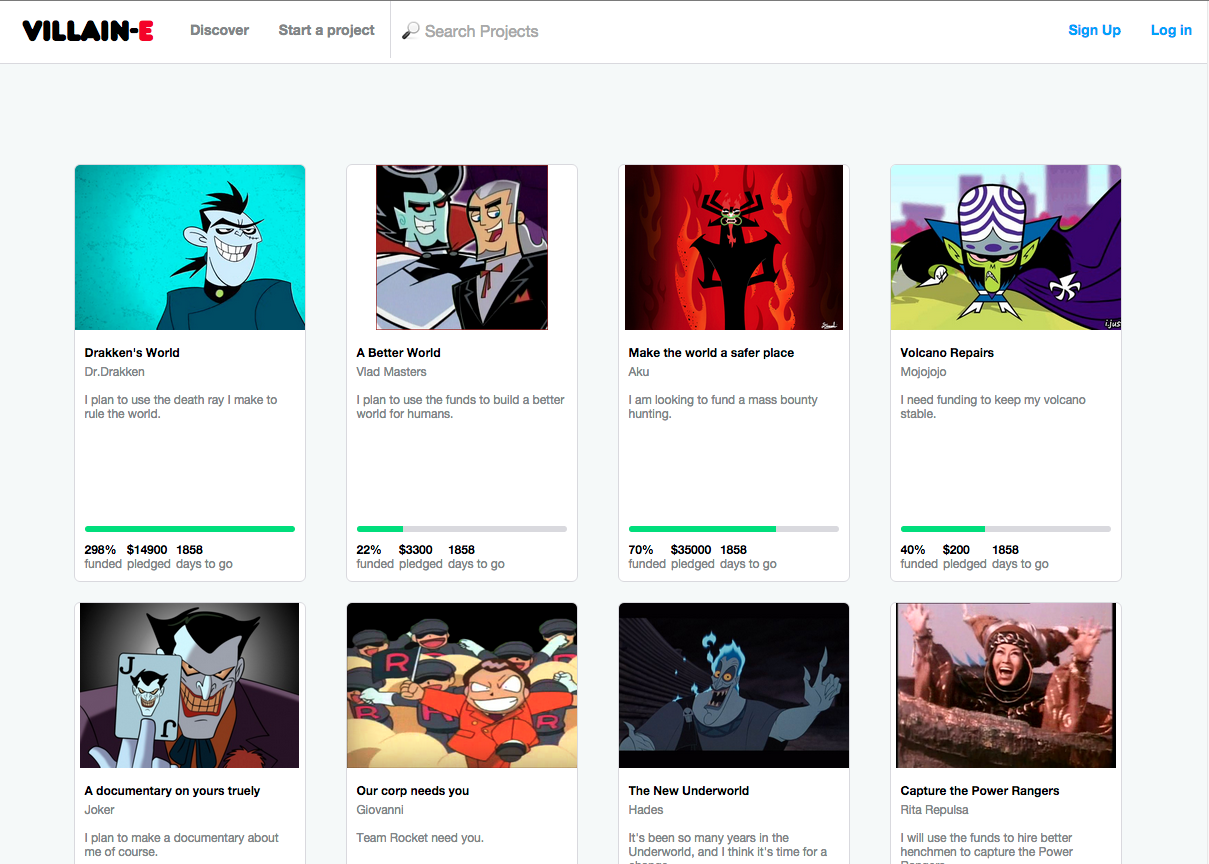 VILLAIN-E Discover Start a project Search Projects Sign Up Log in
i.jus
Drakken's World
Dr.Drakken
I plan to use the death ray I make to
rule the world.
298% $14900 1858
funded pledged days to go
A Better World
Vlad Masters
I plan to use the funds to build a better
world for humans.
22% $3300 1858
funded pledged days to go
Make the world a safer place
Aku
I am looking to fund a mass bounty
hunting.
70% $35000 1858
funded pledged days to go
Volcano Repairs
Mojojojo
I need funding to keep my volcano
stable.
40% $200 1858
funded pledged days to go
J
J
A documentary on yours truely
Joker
I plan to make a documentary about
me of course.
R
R
R
R
Our corp needs you
Giovanni
Team Rocket need you.
The New Underworld
Hades
It's been so many years in the
Underworld, and I think it's time for a
Capture the Power Rangers
Rita Repulsa
I will use the funds to hire better
henchmen to capture the Power